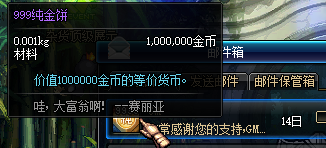 999纯金饼
0.001kg 1,000,000金币
材料
价值1000000金币的等价货币。
哇，大富翁啊! ==赛丽亚
件箱
发送邮件 邮件保管箱
14日
常感谢您的支持,GM...